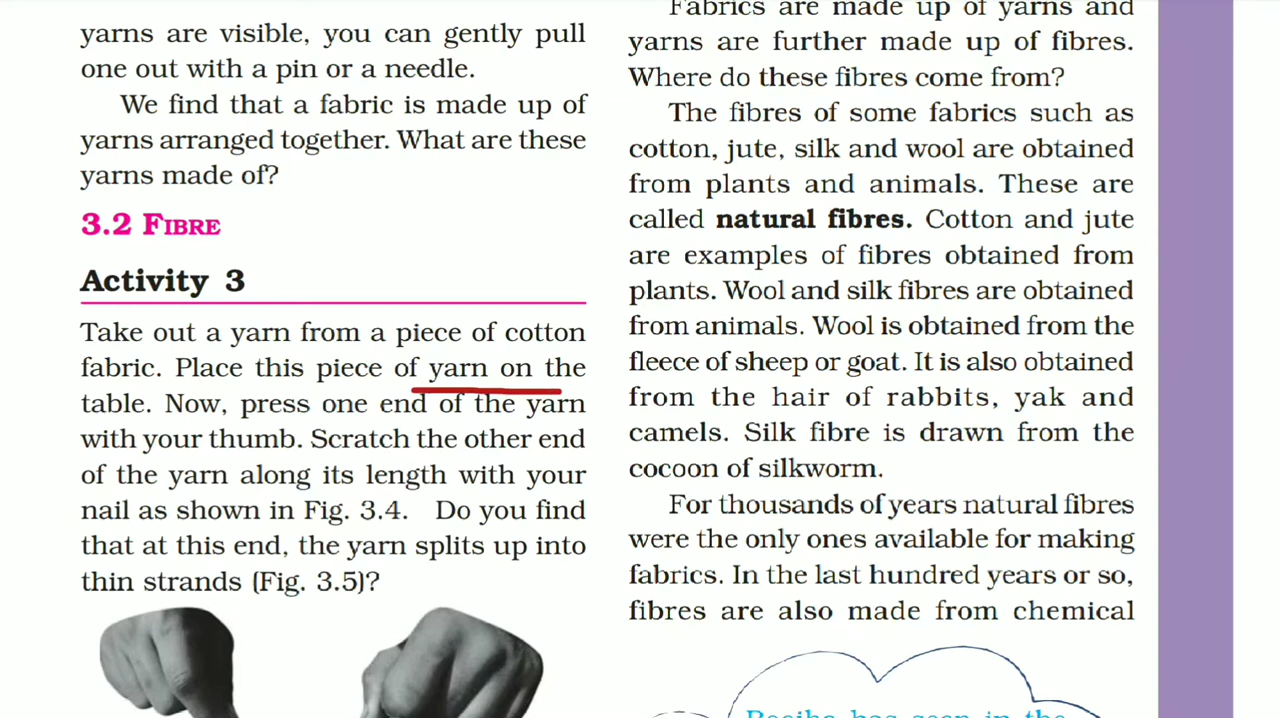 yarns are visible, you can gently pull
one out with a pin or a needle.
We find that a fabric is made up of
yarns arranged together. What are these
yarns made of?
3.2 FIBRE
Activity 3
Take out a yarn from a piece of cotton
fabric. Place this piece of yarn on the
table. Now, press one end of the yarn
with your thumb. Scratch the other end
of the yarn along its length with your
nail as shown in Fig. 3.4. Do you find
that at this end, the yarn splits up into
thin strands (Fig. 3.5)?
Fabrics are made up of yarns and
yarns are further made up of fibres.
Where do these fibres come from?
The fibres of some fabrics such as
cotton, jute, silk and wool are obtained
from plants and animals. These are
called natural fibres. Cotton and jute
are examples of fibres obtained from
plants. Wool and silk fibres are obtained
from animals. Wool is obtained from the
fleece of sheep or goat. It is also obtained
from the hair of rabbits, yak and
camels. Silk fibre is drawn from the
cocoon of silkworm.
For thousands of years natural fibres
were the only ones available for making
fabrics. In the last hundred years or so,
fibres are also made from chemical
has seen in the